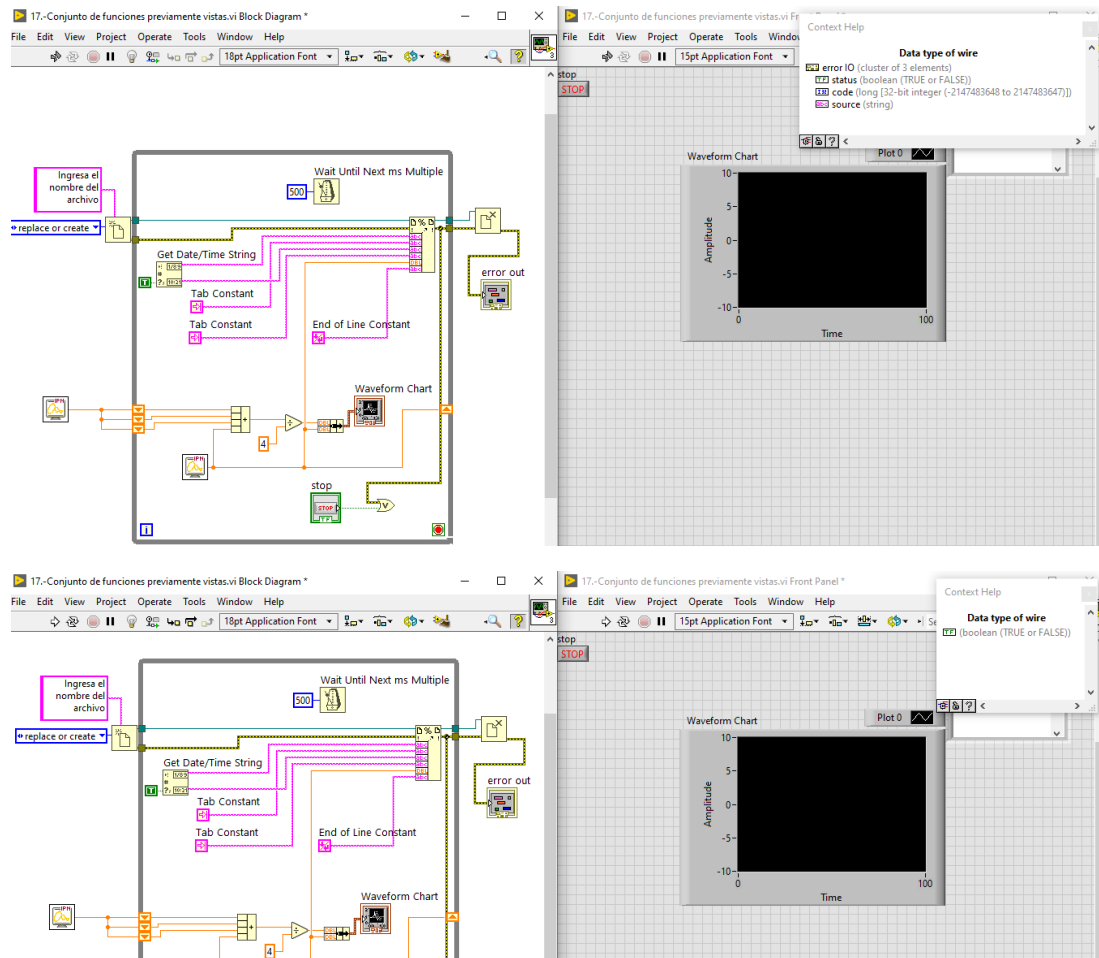 17.-Conjunto de funciones previamente vistas.vi Block Diagram *
File Edit View Project Operate Tools Window Help
18pt Application Font
3
Ingresa el
nombre del
archivo
replace or create
Wait Until Next ms Multiple
500
Get Date/Time String
Tab Constant
Tab Constant
End of Line Constant
error out
Waveform Chart
4
stop
STOP
TF
i
17.-Conjunto de funciones previamente vistas.vi
File Edit View Project Operate Tools Window
15pt Application Font
stop
STOP
Context Help
Data type of wire
error IO (cluster of 3 elements)
TF status (boolean (TRUE or FALSE))
code (long [32-bit integer (-2147483648 to 2147483647)])
abc source (string)
Waveform Chart
Plot 0
Amplitude
10-
5-
0-
-5-
-10-
0
100
Time
17.-Conjunto de funciones previamente vistas.vi Block Diagram *
File Edit View Project Operate Tools Window Help
18pt Application Font
3
Ingresa el
nombre del
archivo
replace or create
Wait Until Next ms Multiple
500
Get Date/Time String
Tab Constant
Tab Constant
End of Line Constant
error out
Waveform Chart
4
17.-Conjunto de funciones previamente vistas.vi Front Panel *
File Edit View Project Operate Tools Window Help
15pt Application Font
stop
STOP
Context Help
Data type of wire
TF (boolean (TRUE or FALSE))
Waveform Chart
Plot 0
Amplitude
10-
5-
0-
-5-
-10-
0
100
Time